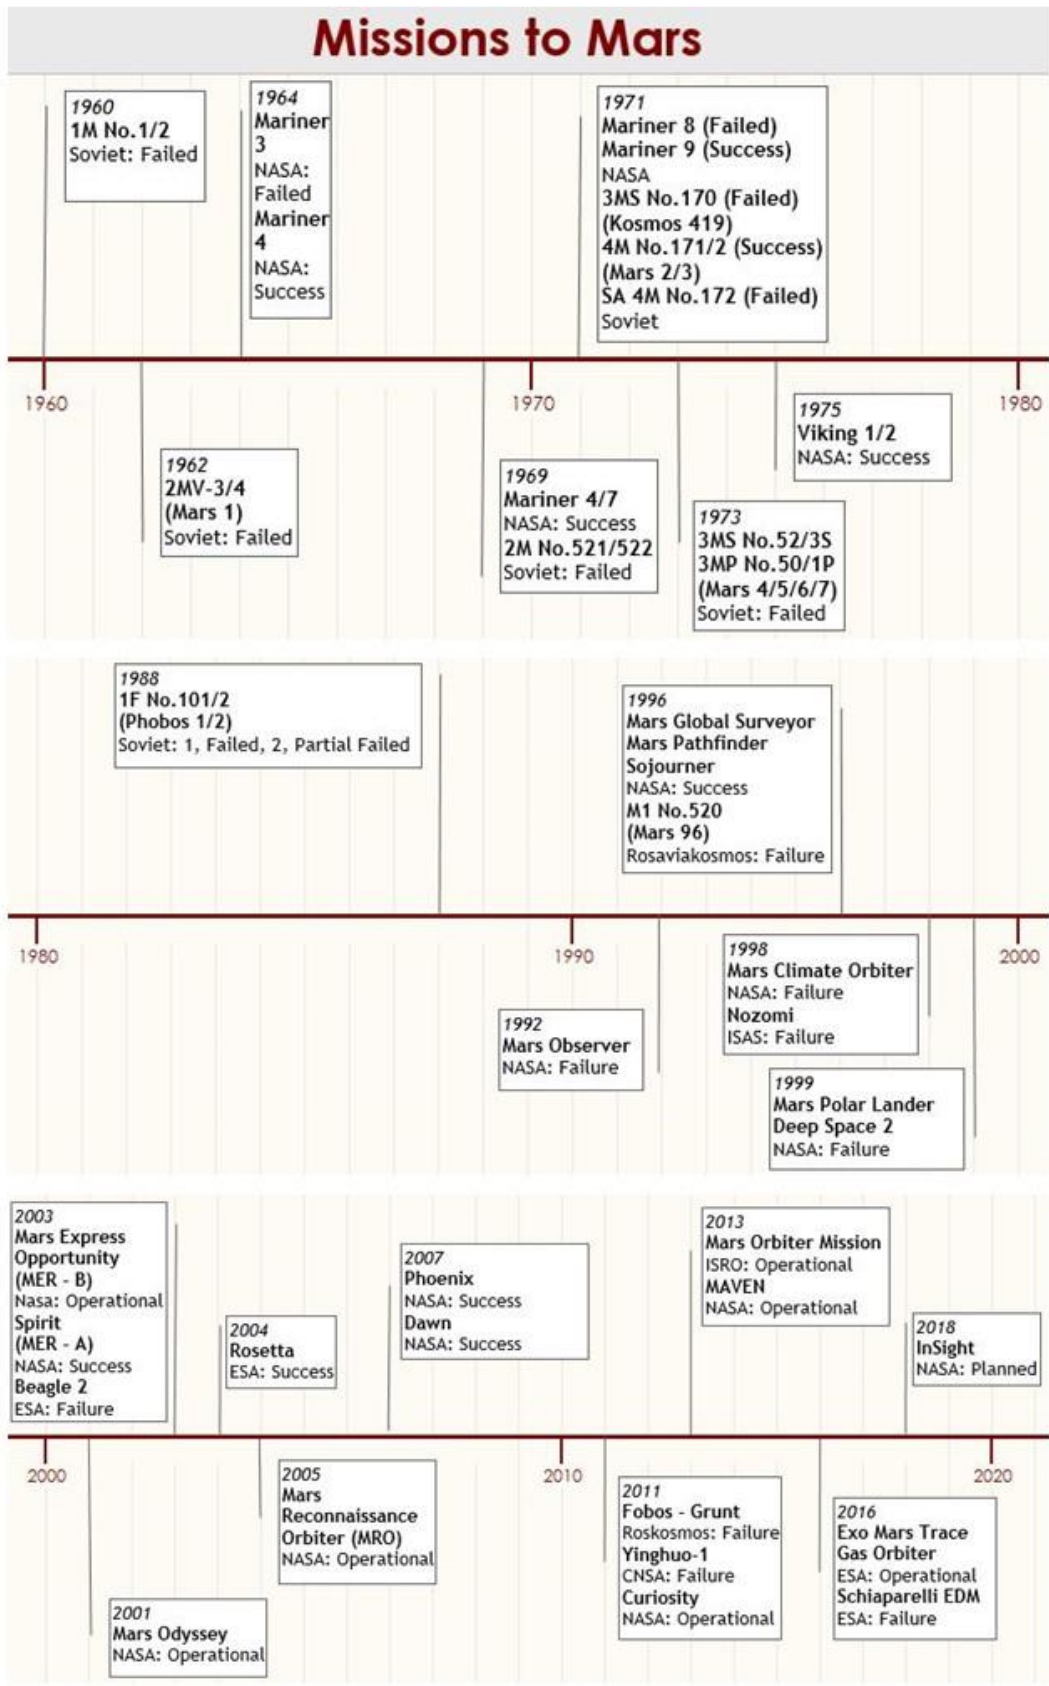 Missions to Mars
1960
1M No.1/2
Soviet: Failed
1964
Mariner
3
NASA:
Failed
Mariner
4
NASA:
Success
1971
Mariner 8 (Failed)
Mariner 9 (Success)
NASA
3MS No.170 (Failed)
(Kosmos 419)
4M No.171/2 (Success)
(Mars 2/3)
SA 4M No.172 (Failed)
Soviet
1960
1970
1980
1962
2MV-3/4
(Mars 1)
Soviet: Failed
1969
Mariner 4/7
NASA: Success
2M No.521/522
Soviet: Failed
1973
3MS No.52/3S
3MP No.50/1P
(Mars 4/5/6/7)
Soviet: Failed
1975
Viking 1/2
NASA: Success
1988
1F No.101/2
(Phobos 1/2)
Soviet: 1, Failed, 2, Partial Failed
1996
Mars Global Surveyor
Mars Pathfinder
Sojourner
NASA: Success
M1 No.520
(Mars 96)
Rosaviakosmos: Failure
1980
1990
2000
1992
Mars Observer
NASA: Failure
1998
Mars Climate Orbiter
NASA: Failure
Nozomi
ISAS: Failure
1999
Mars Polar Lander
Deep Space 2
NASA: Failure
2003
Mars Express
Opportunity
(MER - B)
Nasa: Operational
Spirit
(MER - A)
NASA: Success
Beagle 2
ESA: Failure
2004
Rosetta
ESA: Success
2007
Phoenix
NASA: Success
Dawn
NASA: Success
2013
Mars Orbiter Mission
ISRO: Operational
MAVEN
NASA: Operational
2018
InSight
NASA: Planned
2000
2010
2020
2001
Mars Odyssey
NASA: Operational
2005
Mars
Reconnaissance
Orbiter (MRO)
NASA: Operational
2011
Fobos - Grunt
Roskosmos: Failure
Yinghuo-1
CNSA: Failure
Curiosity
NASA: Operational
2016
Exo Mars Trace
Gas Orbiter
ESA: Operational
Schiaparelli EDM
ESA: Failure